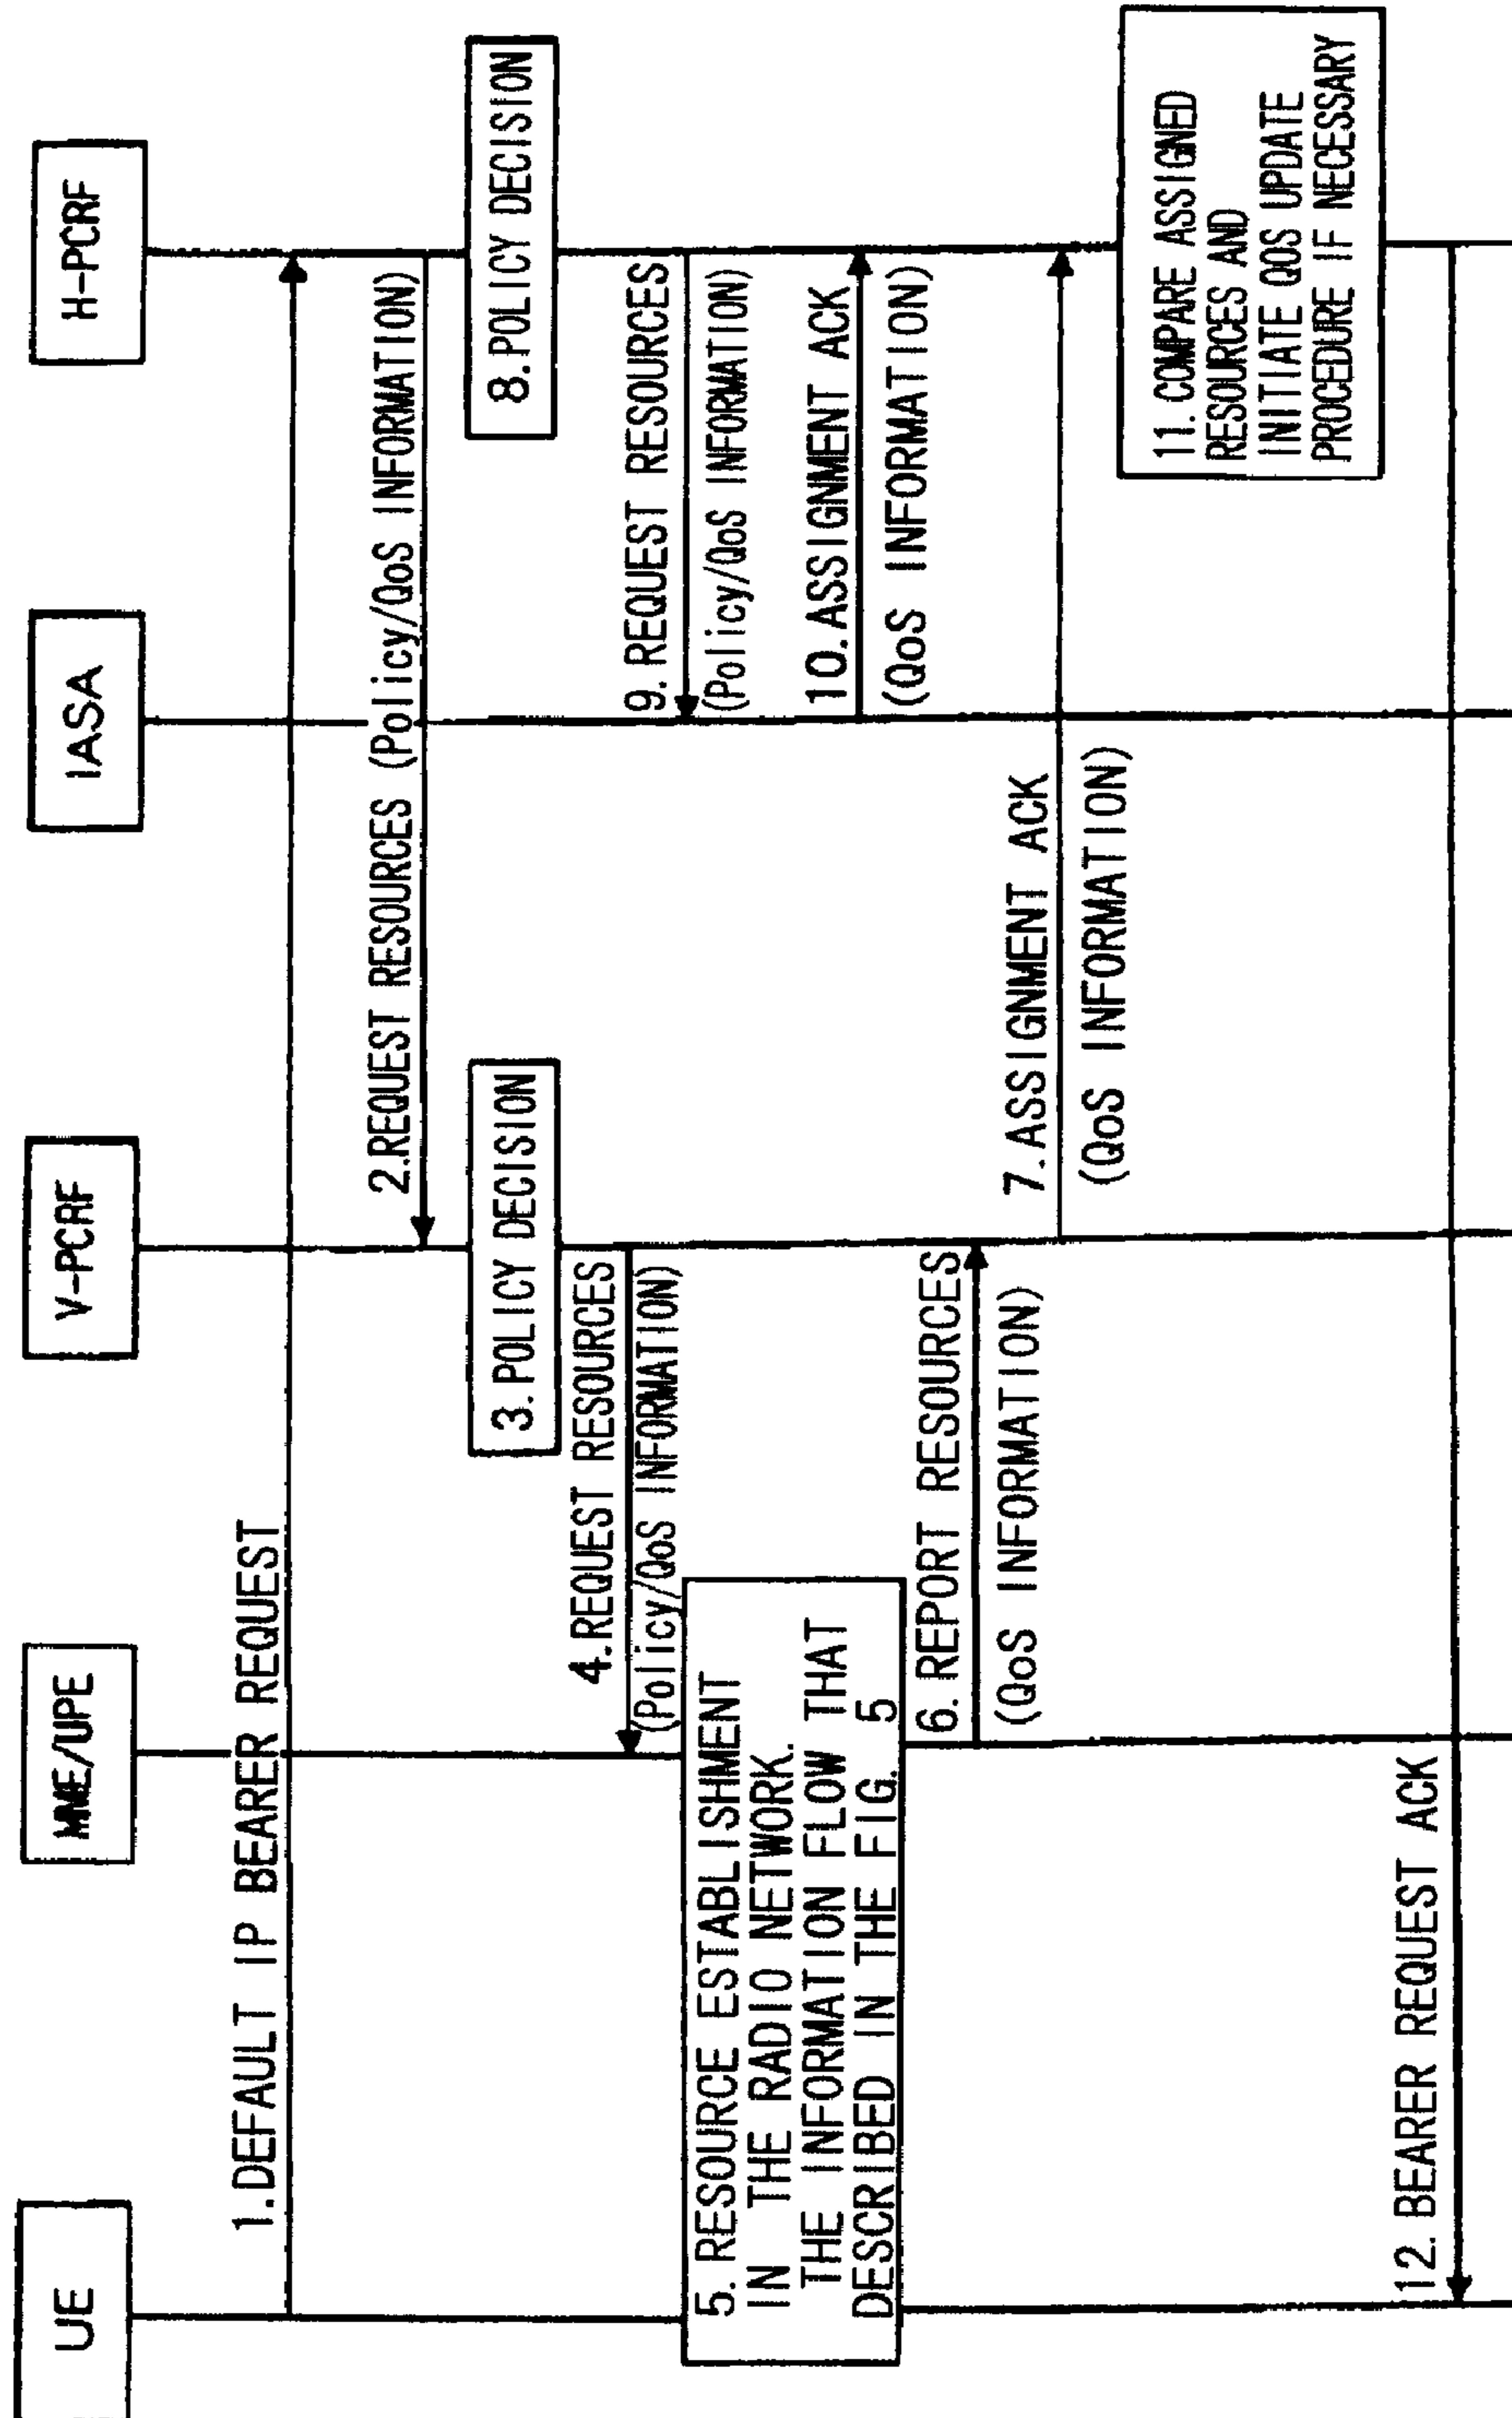 UE
MME/UPE
V-PCRF
IASA
H-PCRF
1.DEFAULT IP BEARER REQUEST
2.REQUEST RESOURCES (Policy/QoS INFORMATION)
3.POLICY DECISION
8.POLICY DECISION
4.REQUEST RESOURCES
(Policy/QoS INFORMATION)
9.REQUEST RESOURCES
(Policy/QoS INFORMATION)
5.RESOURCE ESTABLISHMENT
IN THE RADIO NETWORK.
THE INFORMATION FLOW THAT
DESCRIBED IN THE FIG. 5
10.ASSIGNMENT ACK
(QoS INFORMATION)
6.REPORT RESOURCES
(QoS INFORMATION)
7.ASSIGNMENT ACK
(QoS INFORMATION)
11.COMPARE ASSIGNED
RESOURCES AND
INITIATE QOS UPDATE
PROCEDURE IF NECESSARY
12.BEARER REQUEST ACK